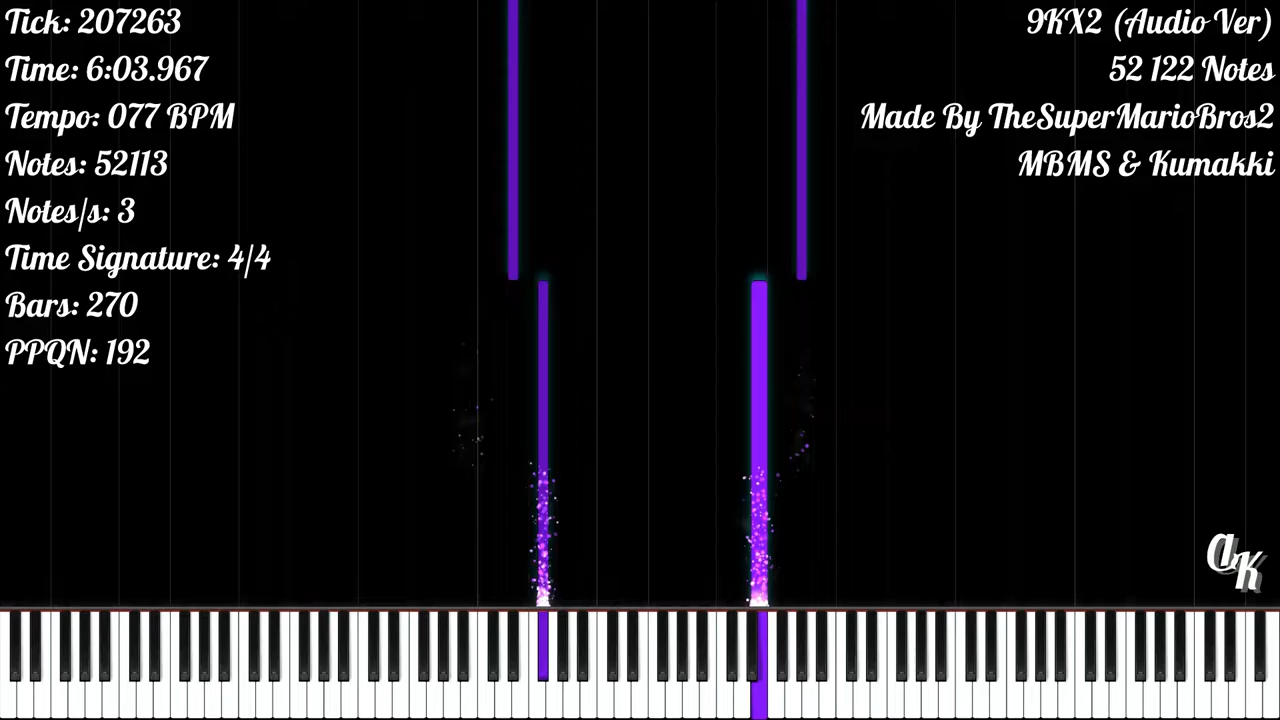 Tick: 207263
Time: 6:03.967
Tempo: 077 BPM
Notes: 52113
Notes/s: 3
Time Signature: 4/4
Bars: 270
PPQN: 192
9KX2 (Audio Ver)
52 122 Notes
Made By TheSuperMarioBros2
MBMS & Kumakki
aK